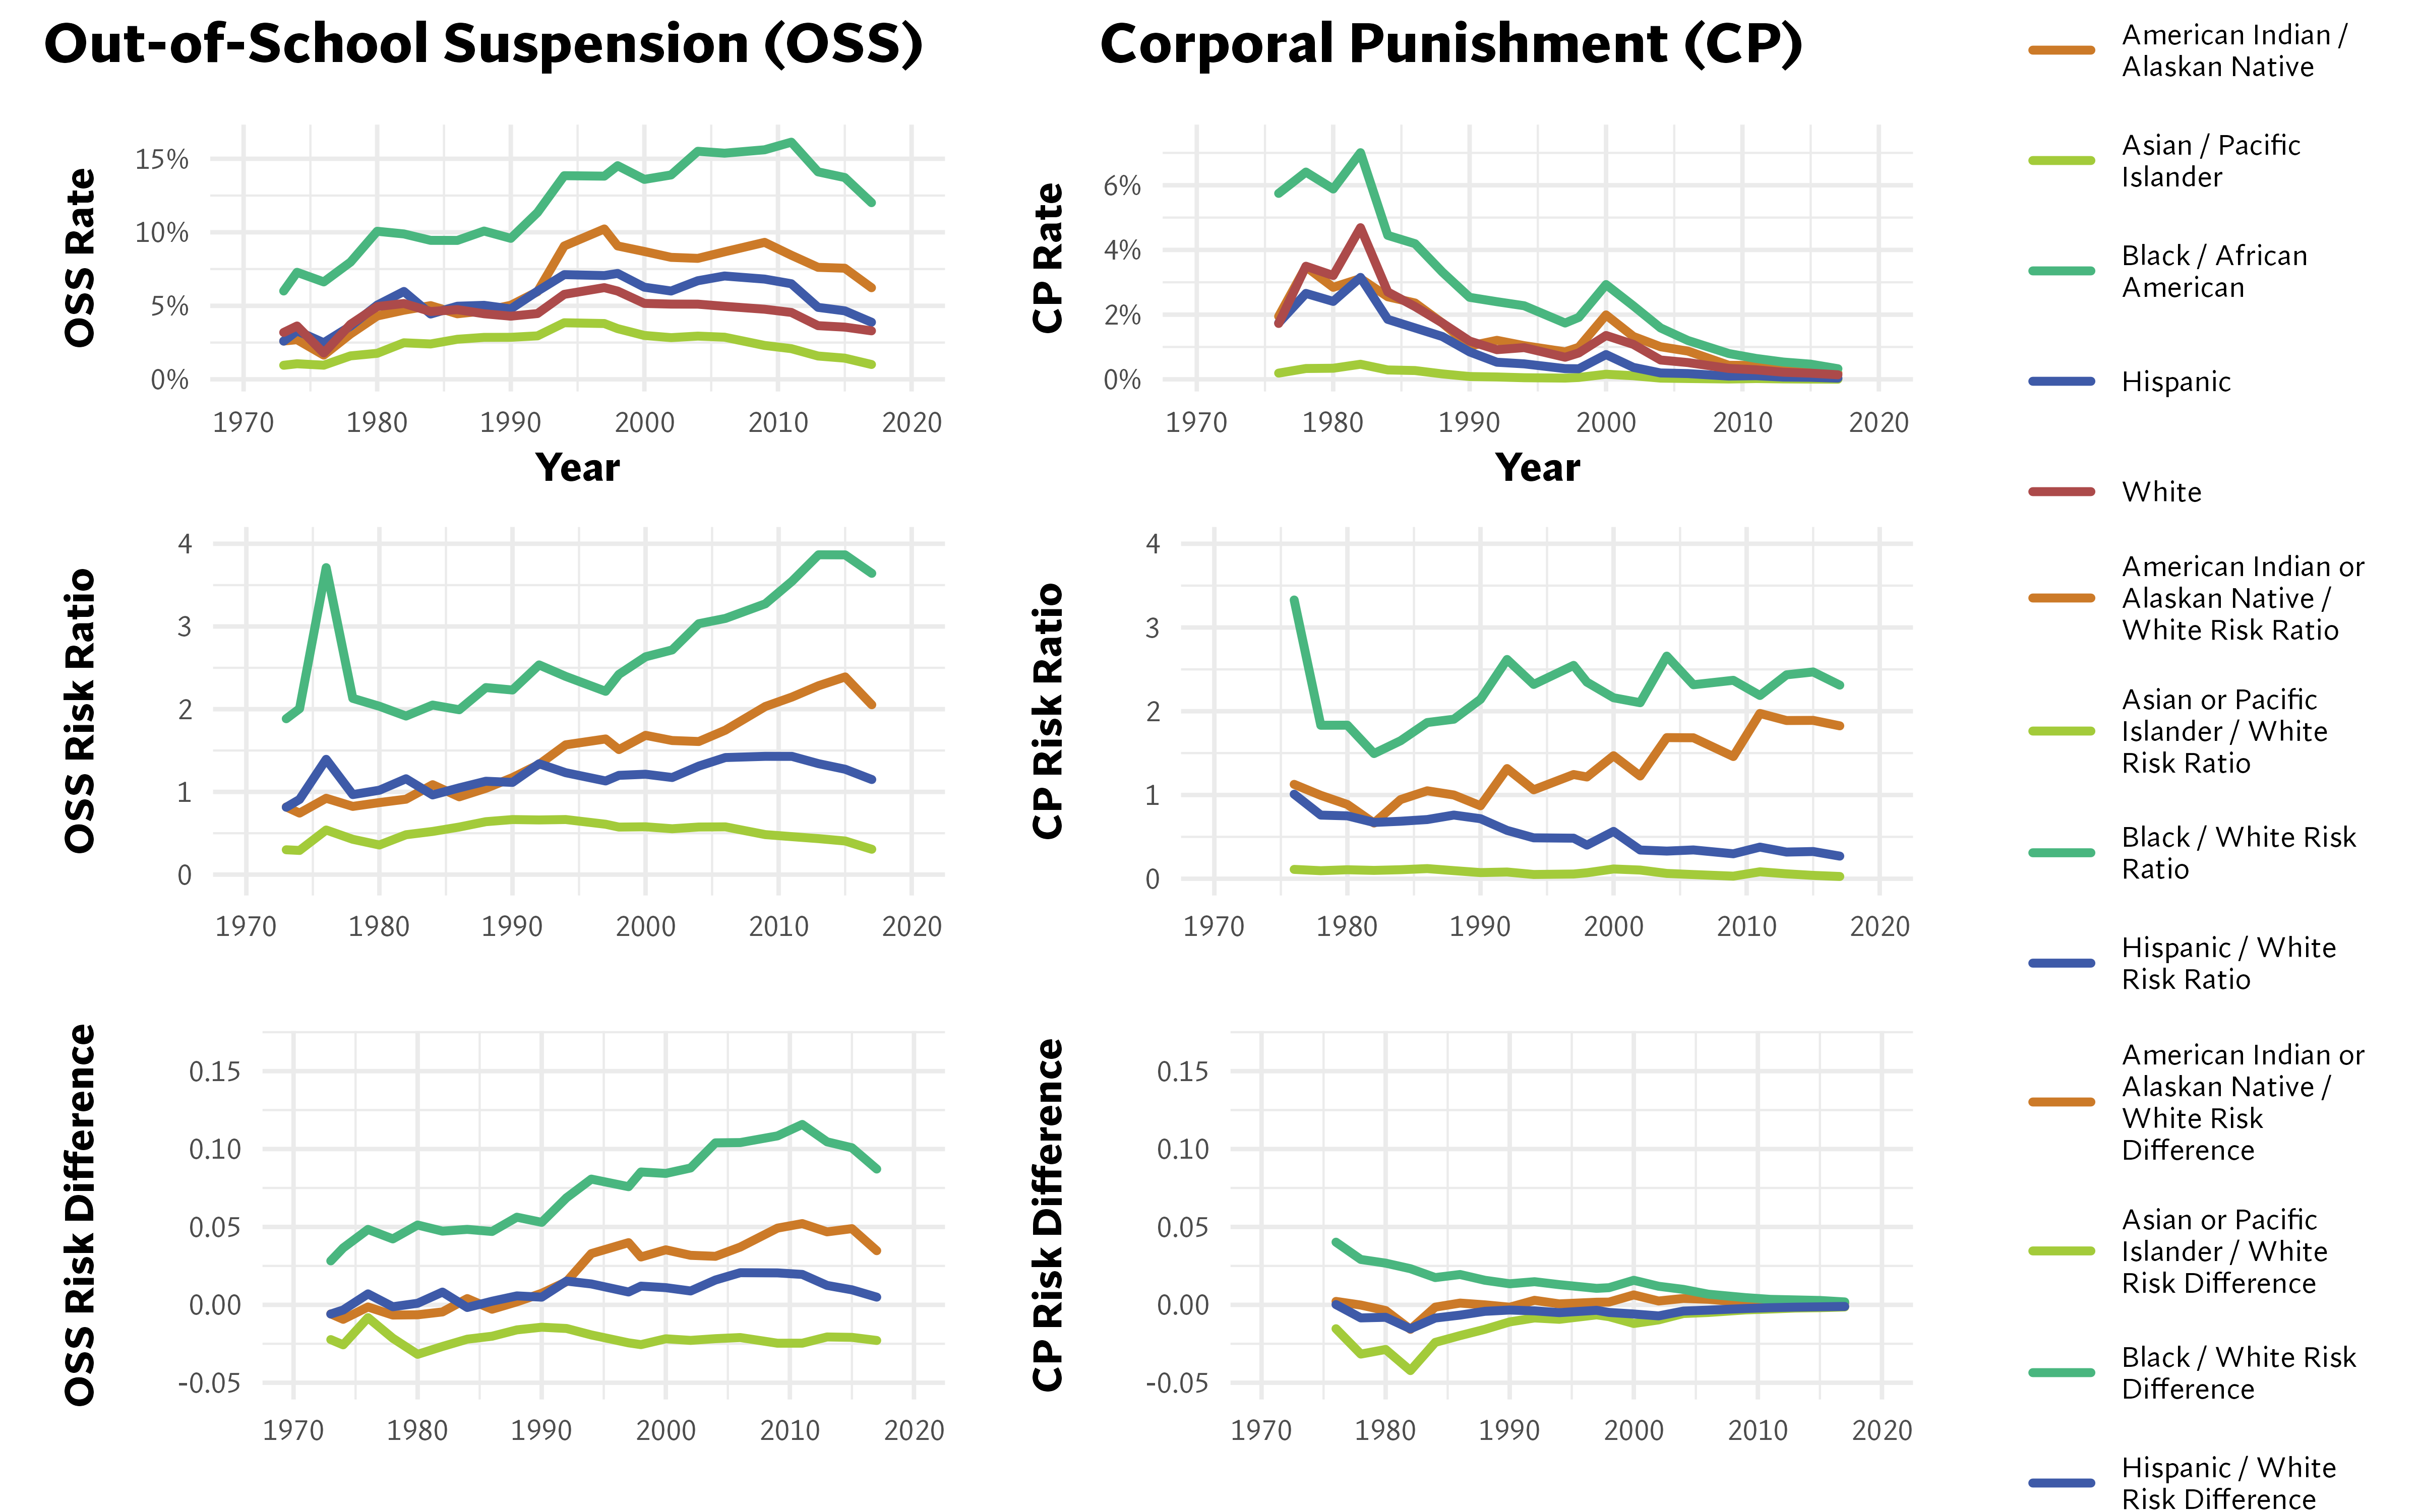 Out-of-School Suspension (OSS)
OSS Rate
15%
10%
5%
0%
1970 1980 1990 2000 2010 2020
Year
OSS Risk Ratio
4
3
2
1
0
1970 1980 1990 2000 2010 2020
OSS Risk Difference
0.15
0.10
0.05
0.00
-0.05
1970 1980 1990 2000 2010 2020
Corporal Punishment (CP)
CP Rate
6%
4%
2%
0%
1970 1980 1990 2000 2010 2020
Year
CP Risk Ratio
4
3
2
1
0
1970 1980 1990 2000 2010 2020
CP Risk Difference
0.15
0.10
0.05
0.00
-0.05
1970 1980 1990 2000 2010 2020
American Indian /
Alaskan Native
Asian / Pacific
Islander
Black / African
American
Hispanic
White
American Indian or
Alaskan Native /
White Risk Ratio
Asian or Pacific
Islander / White
Risk Ratio
Black / White Risk
Ratio
Hispanic / White
Risk Ratio
American Indian or
Alaskan Native /
White Risk
Difference
Asian or Pacific
Islander / White
Risk Difference
Black / White Risk
Difference
Hispanic / White
Risk Difference